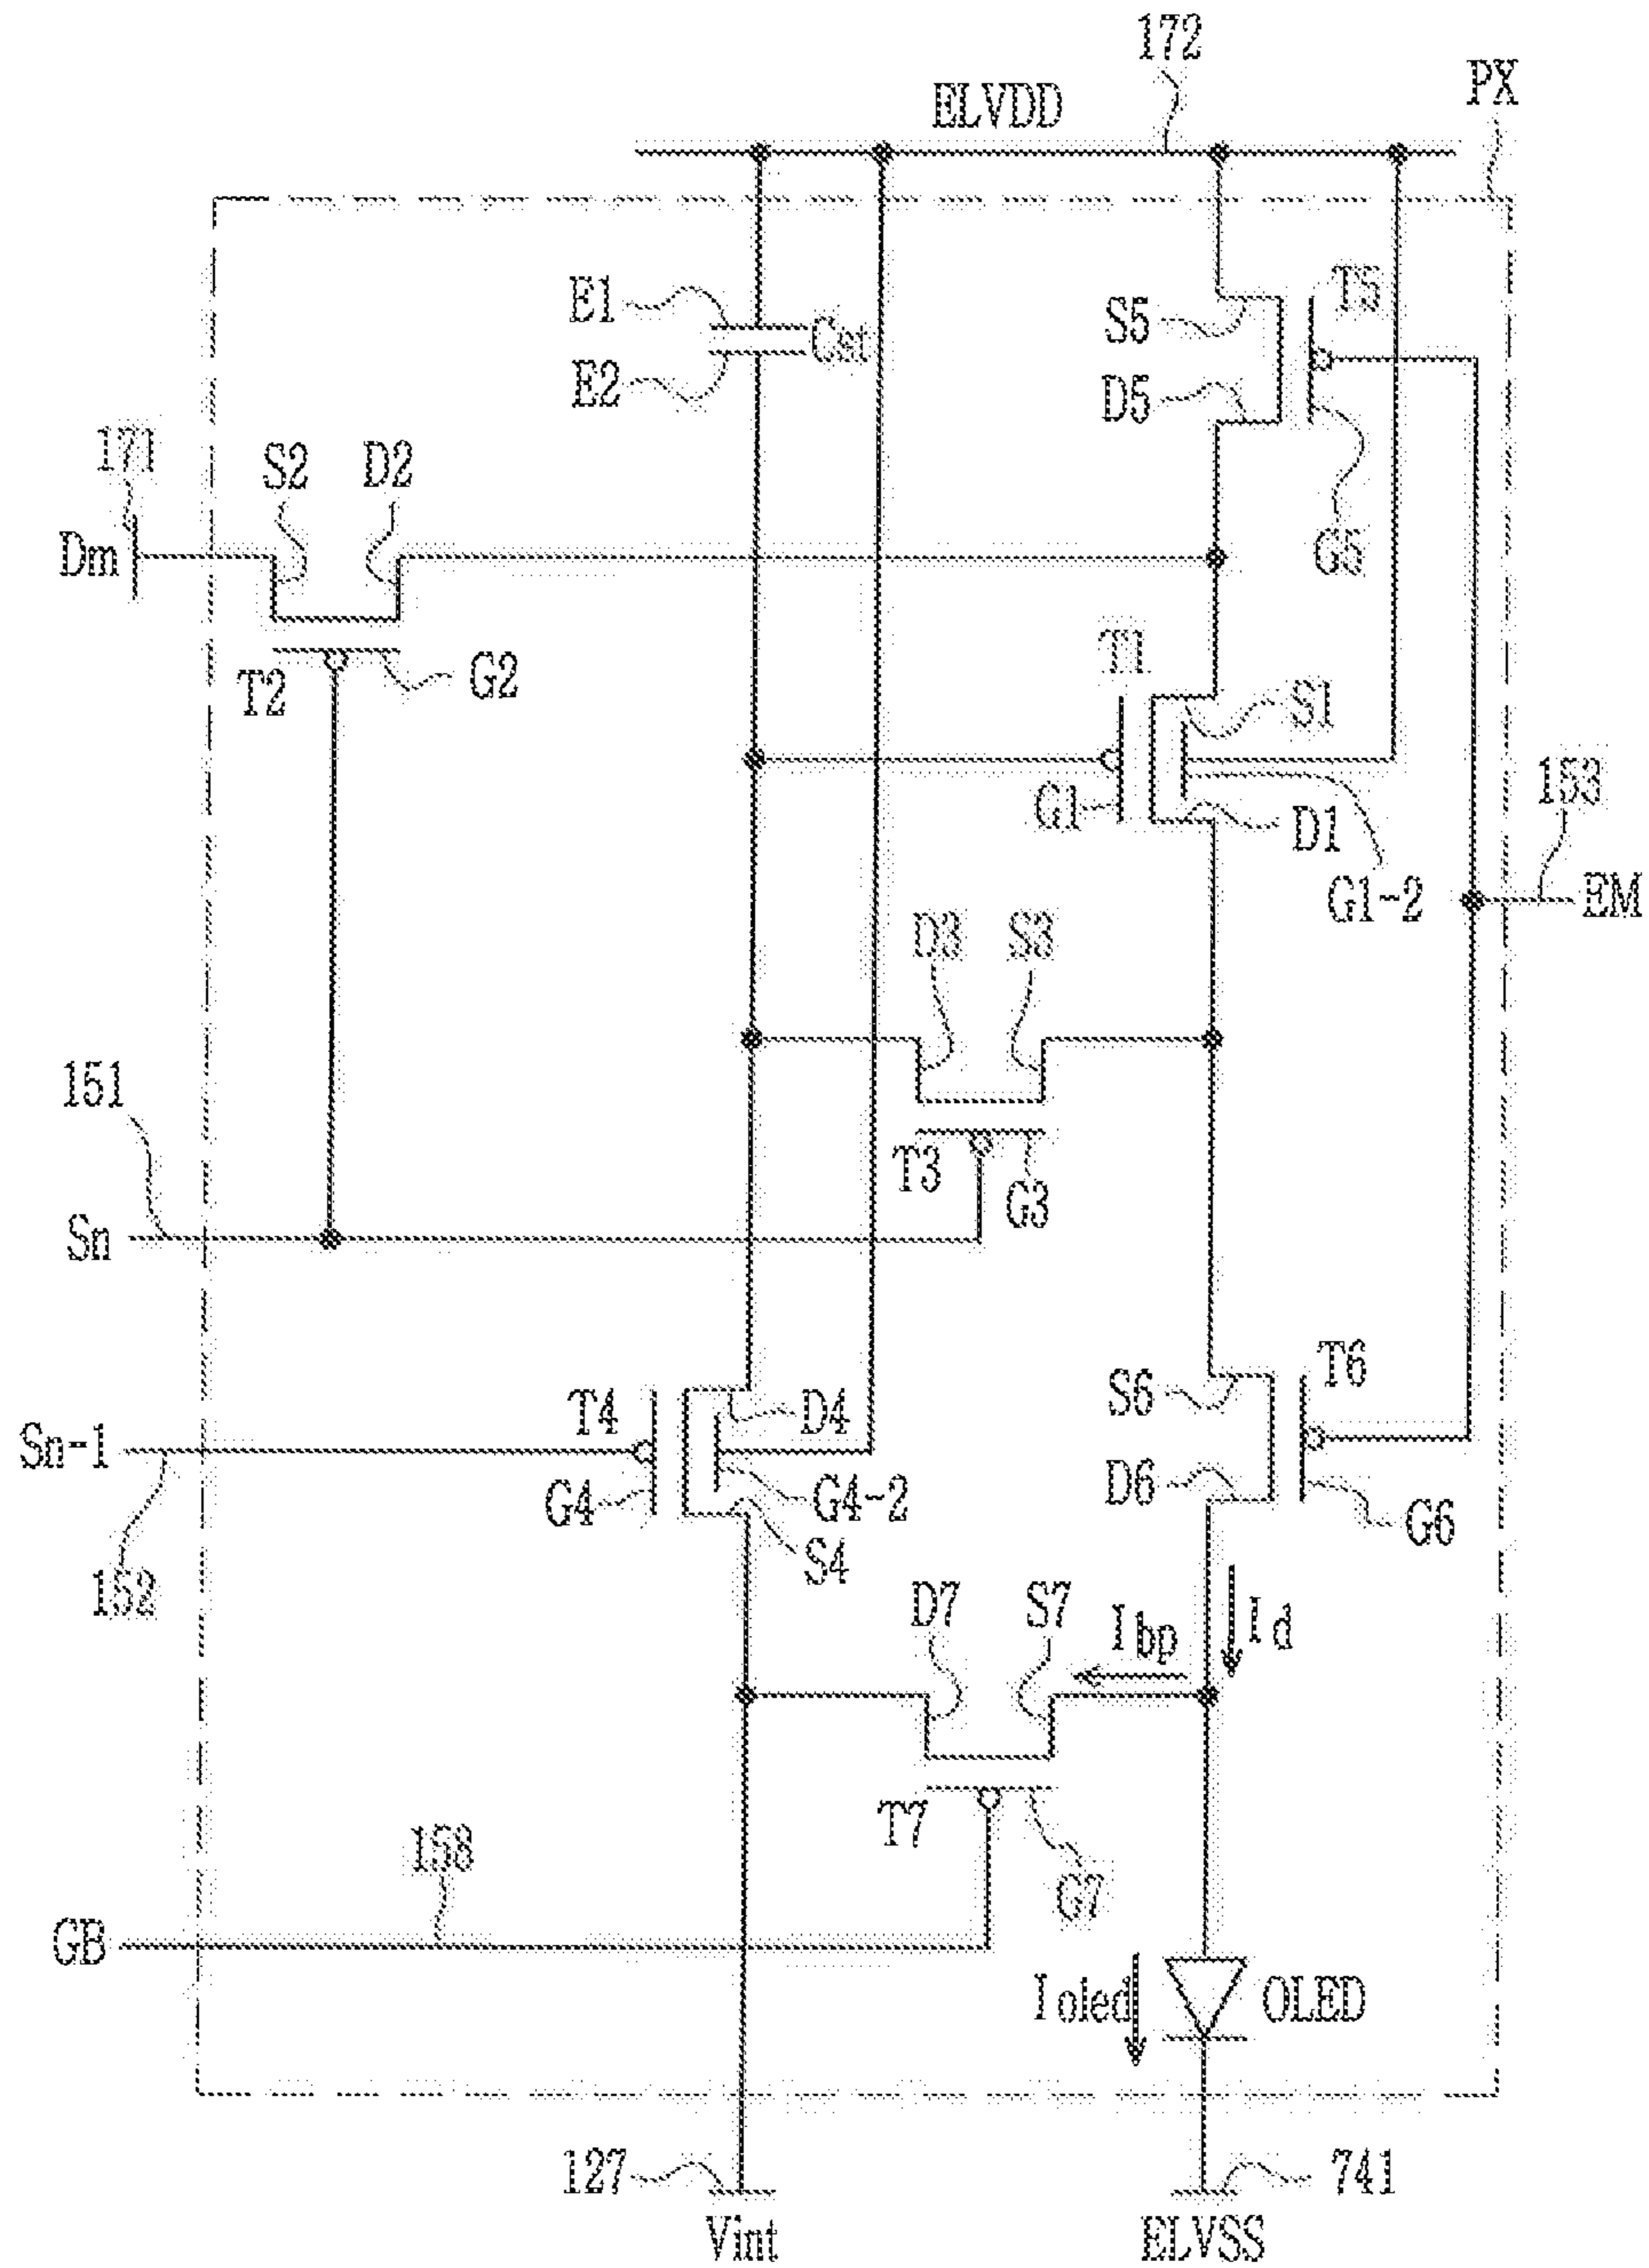 172
ELVDD
PX
E1
Cst
E2
S5
T5
D5
G5
171
S2
D2
Dm
T2
G2
T1
S1
G1
D1
G1-2
153
EM
D3
S3
151
T3
G3
Sn
T4
D4
S6
T6
Sn-1
G4
G4-2
D6
G6
S4
152
D7
S7
Ibp
Id
T7
G7
158
GB
Ioled
OLED
127
741
Vint
ELVSS